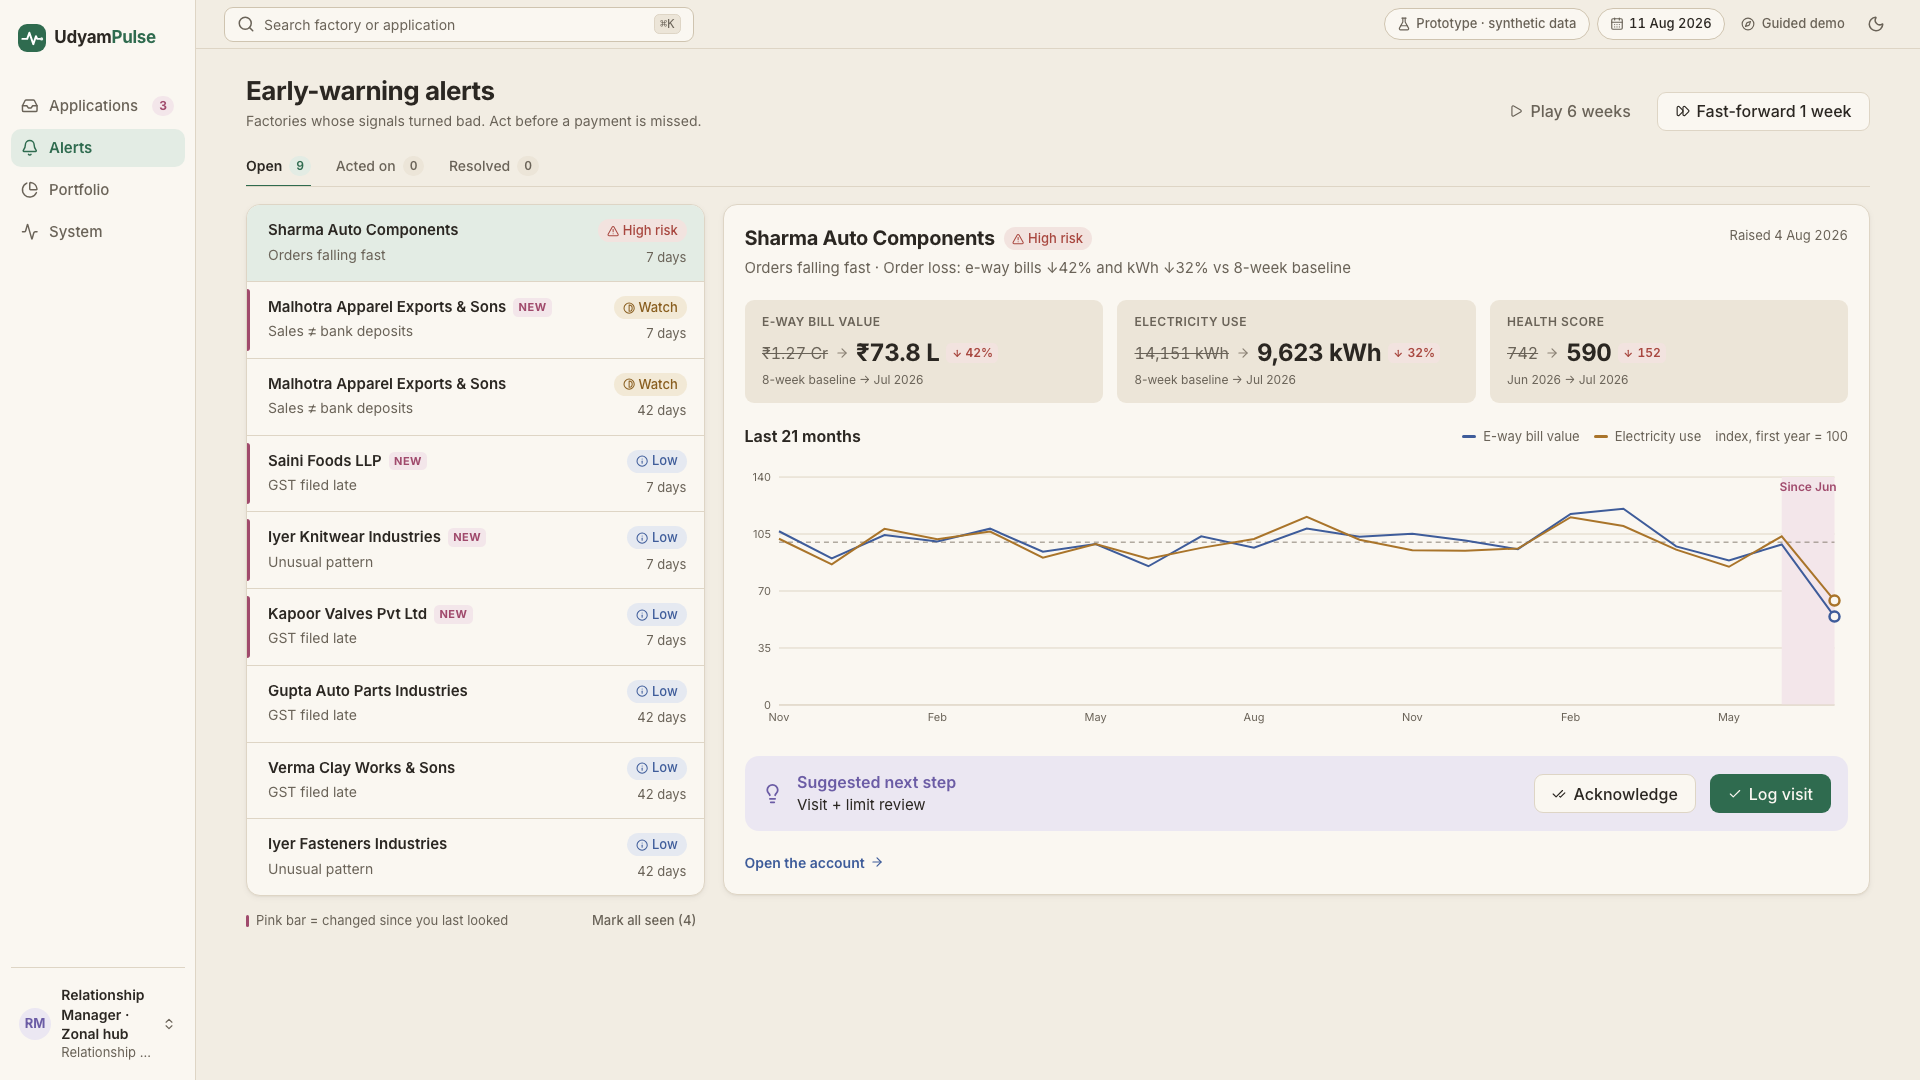 UdyamPulse
Search factory or application
⌘K
Prototype · synthetic data
11 Aug 2026
Guided demo
Applications 3
Alerts
Portfolio
System
Early-warning alerts
Factories whose signals turned bad. Act before a payment is missed.
Play 6 weeks
Fast-forward 1 week
Open 9
Acted on 0
Resolved 0
Sharma Auto Components
High risk
Orders falling fast
7 days
Malhotra Apparel Exports & Sons NEW
Watch
Sales ≠ bank deposits
7 days
Malhotra Apparel Exports & Sons
Watch
Sales ≠ bank deposits
42 days
Saini Foods LLP NEW
Low
GST filed late
7 days
Iyer Knitwear Industries NEW
Low
Unusual pattern
7 days
Kapoor Valves Pvt Ltd NEW
Low
GST filed late
7 days
Gupta Auto Parts Industries
Low
GST filed late
42 days
Verma Clay Works & Sons
Low
GST filed late
42 days
Iyer Fasteners Industries
Low
Unusual pattern
42 days
Pink bar = changed since you last looked
Mark all seen (4)
Sharma Auto Components
High risk
Raised 4 Aug 2026
Orders falling fast · Order loss: e-way bills ↓42% and kWh ↓32% vs 8-week baseline
E-WAY BILL VALUE
₹1.27 Cr → ₹73.8 L ↓ 42%
8-week baseline → Jul 2026
ELECTRICITY USE
14,151 kWh → 9,623 kWh ↓ 32%
8-week baseline → Jul 2026
HEALTH SCORE
742 → 590 ↓ 152
Jun 2026 → Jul 2026
Last 21 months
E-way bill value
Electricity use
index, first year = 100
140
105
70
35
0
Since Jun
Nov
Feb
May
Aug
Nov
Feb
May
Suggested next step
Visit + limit review
Acknowledge
Log visit
Open the account →
RM
Relationship
Manager ·
Zonal hub
Relationship ...